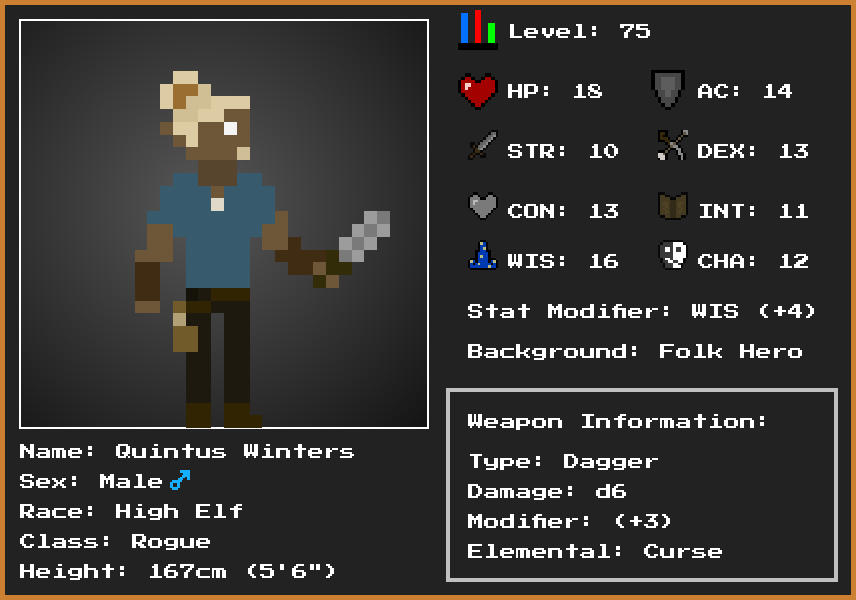 Level: 75
HP: 18 AC: 14
STR: 10 DEX: 13
CON: 13 INT: 11
WIS: 16 CHA: 12
Stat Modifier: WIS (+4)
Background: Folk Hero
Weapon Information:
Type: Dagger
Damage: d6
Modifier: (+3)
Elemental: Curse
Name: Quintus Winters
Sex: Male ♂
Race: High Elf
Class: Rogue
Height: 167cm (5'6")